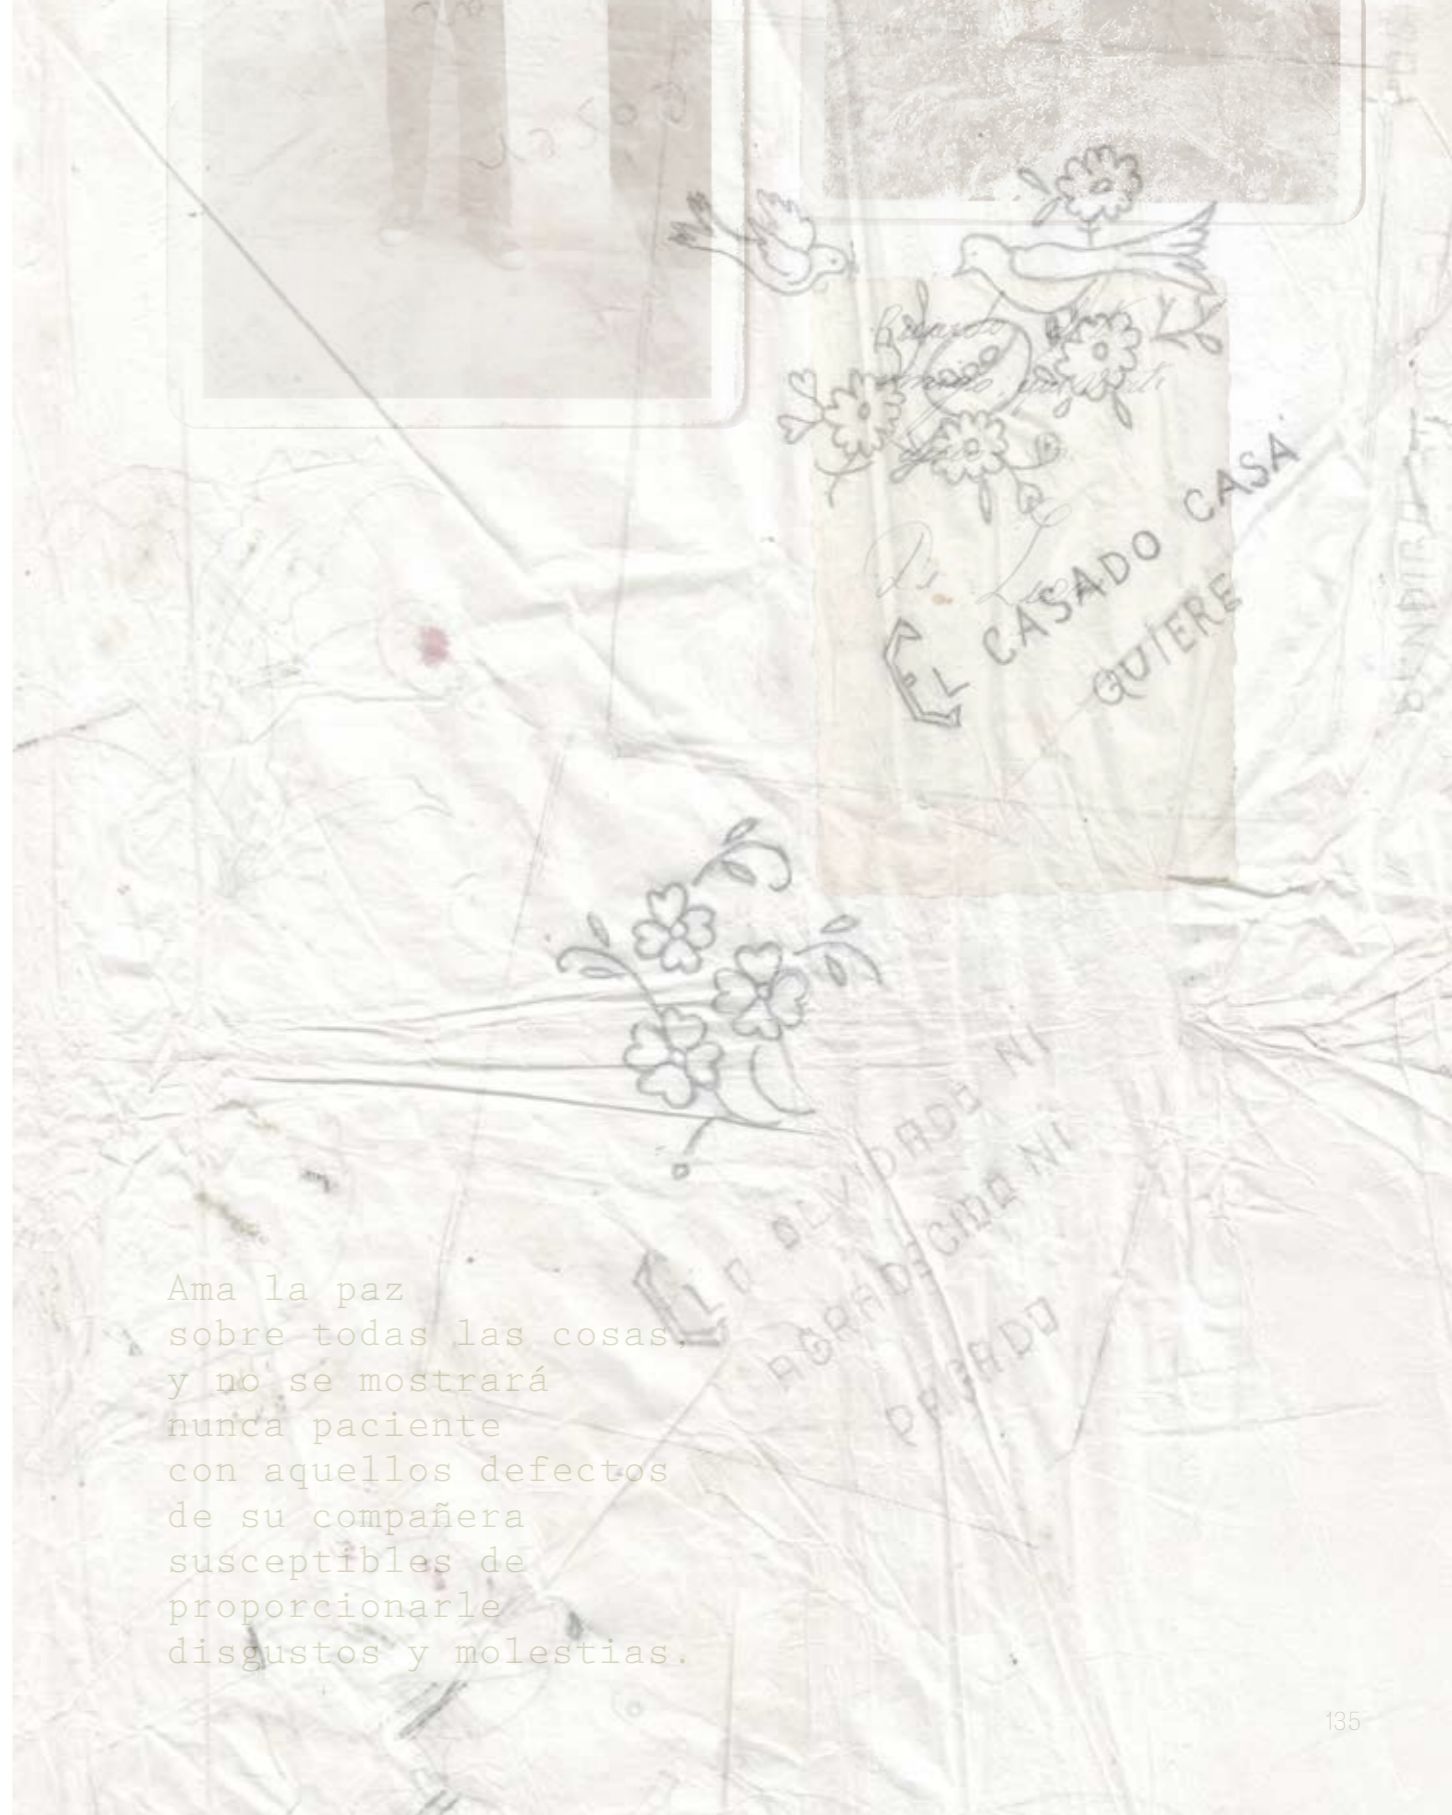 EL CASADO CASA
QUIERE
OLVIDADO NI
AGRADECIDO NI
PAGADO
Ama la paz
sobre todas las cosas,
y no se mostrará
nunca paciente
con aquellos defectos
de su compañera
susceptibles de
proporcionarle
disgustos y molestias.
135